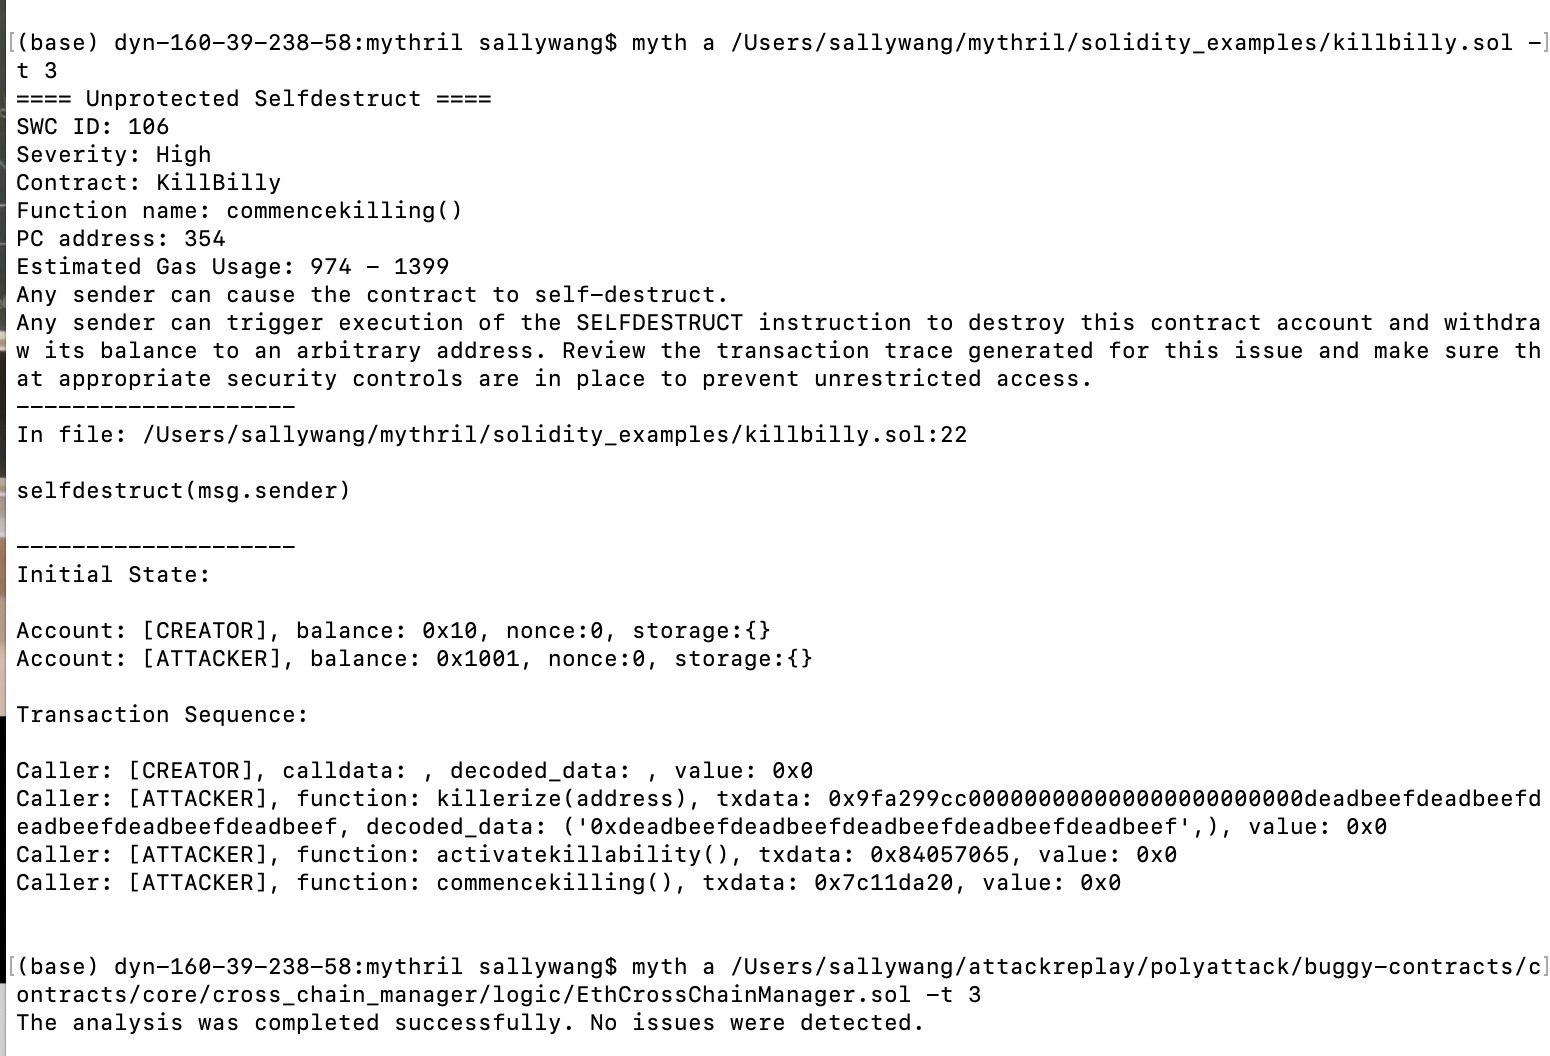 [(base) dyn-160-39-238-58:mythril sallywang$ myth a /Users/sallywang/mythril/solidity_examples/killbilly.sol -]
t 3
==== Unprotected Selfdestruct ====
SWC ID: 106
Severity: High
Contract: KillBilly
Function name: commencekilling()
PC address: 354
Estimated Gas Usage: 974 - 1399
Any sender can cause the contract to self-destruct.
Any sender can trigger execution of the SELFDESTRUCT instruction to destroy this contract account and withdra
w its balance to an arbitrary address. Review the transaction trace generated for this issue and make sure th
at appropriate security controls are in place to prevent unrestricted access.
--------------------
In file: /Users/sallywang/mythril/solidity_examples/killbilly.sol:22
selfdestruct(msg.sender)
--------------------
Initial State:
Account: [CREATOR], balance: 0x10, nonce:0, storage:{}
Account: [ATTACKER], balance: 0x1001, nonce:0, storage:{}
Transaction Sequence:
Caller: [CREATOR], calldata: , decoded_data: , value: 0x0
Caller: [ATTACKER], function: killerize(address), txdata: 0x9fa299cc000000000000000000000000deadbeefdeadbeefd
eadbeefdeadbeefdeadbeef, decoded_data: ('0xdeadbeefdeadbeefdeadbeefdeadbeefdeadbeef',), value: 0x0
Caller: [ATTACKER], function: activatekillability(), txdata: 0x84057065, value: 0x0
Caller: [ATTACKER], function: commencekilling(), txdata: 0x7c11da20, value: 0x0
[(base) dyn-160-39-238-58:mythril sallywang$ myth a /Users/sallywang/attackreplay/polyattack/buggy-contracts/c]
ontracts/core/cross_chain_manager/logic/EthCrossChainManager.sol -t 3
The analysis was completed successfully. No issues were detected.